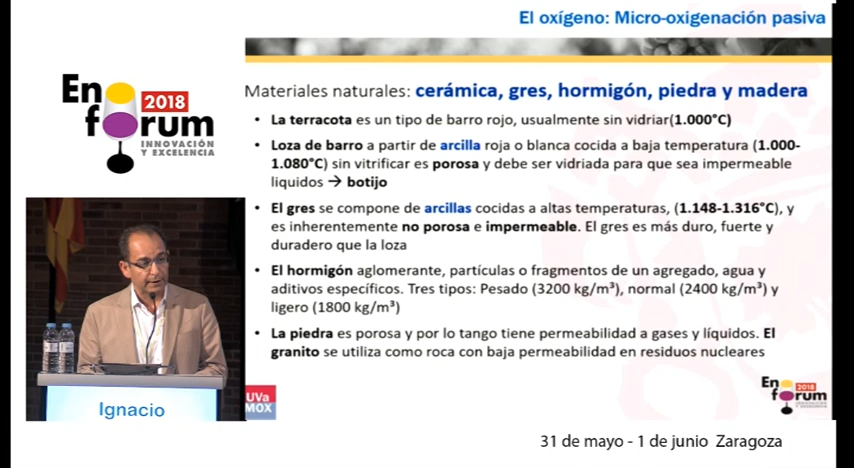 El oxígeno: Micro-oxigenación pasiva
Enoforum
2018
INNOVACIÓN
Y EXCELENCIA
Materiales naturales: cerámica, gres, hormigón, piedra y madera
• La terracota es un tipo de barro rojo, usualmente sin vidriar(1.000°C)
• Loza de barro a partir de arcilla roja o blanca cocida a baja temperatura (1.000-
1.080°C) sin vitrificar es porosa y debe ser vidriada para que sea impermeable
liquidos → botijo
• El gres se compone de arcillas cocidas a altas temperaturas, (1.148-1.316°C), y
es inherentemente no porosa e impermeable. El gres es más duro, fuerte y
duradero que la loza
• El hormigón aglomerante, partículas o fragmentos de un agregado, agua y
aditivos específicos. Tres tipos: Pesado (3200 kg/m³), normal (2400 kg/m³) y
ligero (1800 kg/m³)
• La piedra es porosa y por lo tango tiene permeabilidad a gases y líquidos. El
granito se utiliza como roca con baja permeabilidad en residuos nucleares
Ignacio
UVa
MOX
Enoforum
2018
31 de mayo - 1 de junio Zaragoza